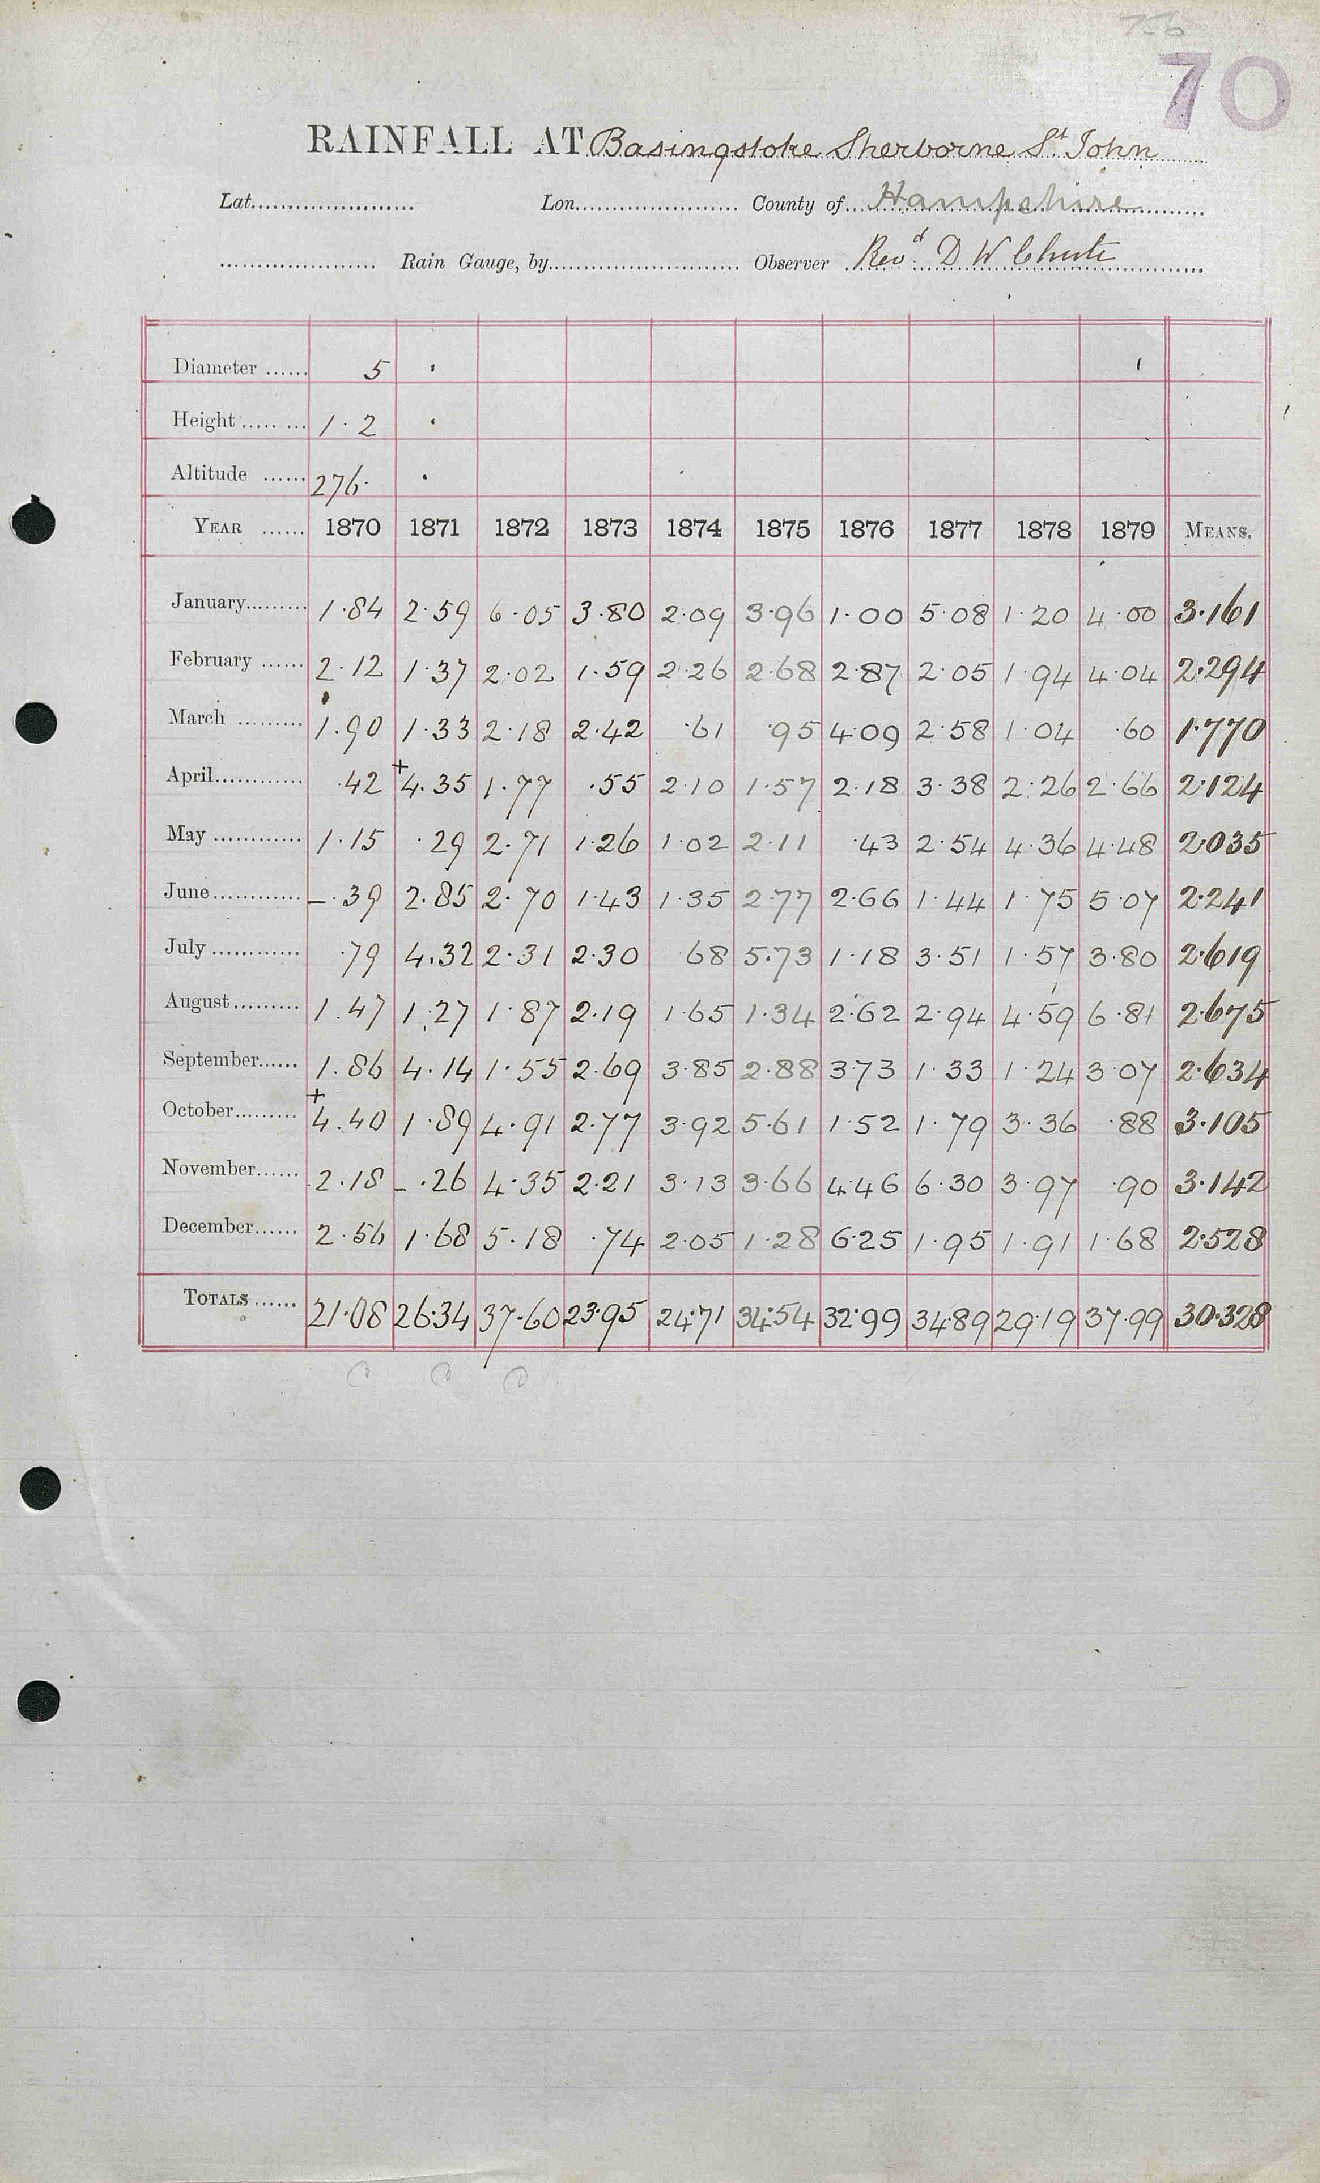 70
RAINFALL AT Basingstoke Sherborne St John
Lat...................... Lon...................... County of Hampshire
..................... Rain Gauge, by......................... Observer Revd. D W Chute
Diameter ...... 5 '
Height ...... 1.2 '
Altitude ...... 276. '
YEAR ...... 1870 1871 1872 1873 1874 1875 1876 1877 1878 1879 MEANS.
January......... 1.84 2.59 6.05 3.80 2.09 3.96 1.00 5.08 1.20 4.00 3.161
February ...... 2.12 1.37 2.02 1.59 2.26 2.68 2.87 2.05 1.94 4.04 2.294
March ......... 1.90 1.33 2.18 2.42 .61 .95 4.09 2.58 1.04 .60 1.770
April............ .42 +4.35 1.77 .55 2.10 1.57 2.18 3.38 2.26 2.66 2.124
May ............ 1.15 .29 2.71 1.26 1.02 2.11 .43 2.54 4.36 4.48 2.035
June............ -.39 2.85 2.70 1.43 1.35 2.77 2.66 1.44 1.75 5.07 2.241
July ............ .79 4.32 2.31 2.30 .68 5.73 1.18 3.51 1.57 3.80 2.619
August......... 1.47 1.27 1.87 2.19 1.65 1.34 2.62 2.94 4.59 6.81 2.675
September...... 1.86 4.14 1.55 2.69 3.85 2.88 3.73 1.33 1.24 3.07 2.634
October......... +4.40 1.89 4.91 2.77 3.92 5.61 1.52 1.79 3.36 .88 3.105
November...... 2.18 -.26 4.35 2.21 3.13 3.66 4.46 6.30 3.97 .90 3.142
December...... 2.56 1.68 5.18 .74 2.05 1.28 6.25 1.95 1.91 1.68 2.528
TOTALS ...... 21.08 26.34 37.60 23.95 24.71 34.54 32.99 34.89 29.19 37.99 30.328